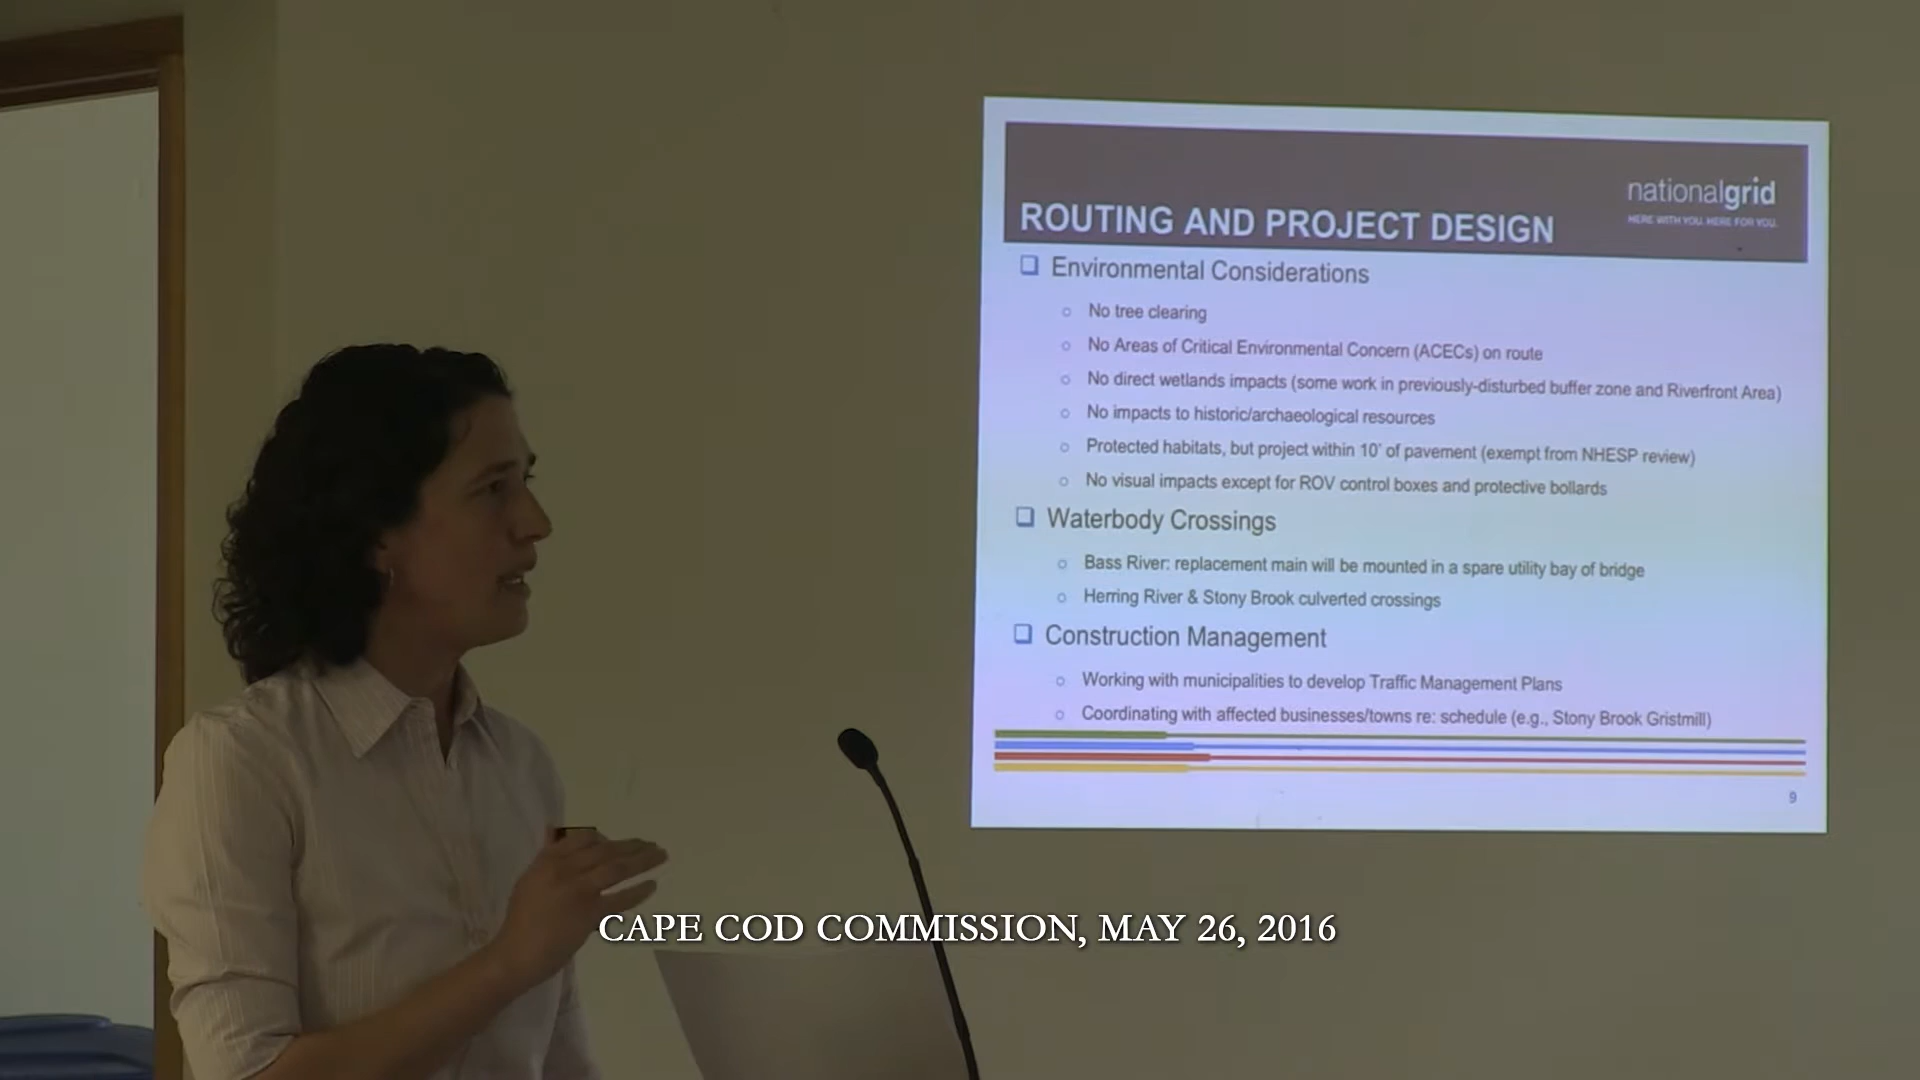 nationalgrid
HERE WITH YOU. HERE FOR YOU.
ROUTING AND PROJECT DESIGN
Environmental Considerations
No tree clearing
No Areas of Critical Environmental Concern (ACECs) on route
No direct wetlands impacts (some work in previously-disturbed buffer zone and Riverfront Area)
No impacts to historic/archaeological resources
Protected habitats, but project within 10' of pavement (exempt from NHESP review)
No visual impacts except for ROV control boxes and protective bollards
Waterbody Crossings
Bass River: replacement main will be mounted in a spare utility bay of bridge
Herring River & Stony Brook culverted crossings
Construction Management
Working with municipalities to develop Traffic Management Plans
Coordinating with affected businesses/towns re: schedule (e.g., Stony Brook Gristmill)
9
CAPE COD COMMISSION, MAY 26, 2016